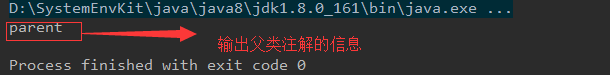 D:\SystemEnvKit\java\java8\jdk1.8.0_161\bin\java.exe ...
parent
输出父类注解的信息
Process finished with exit code 0